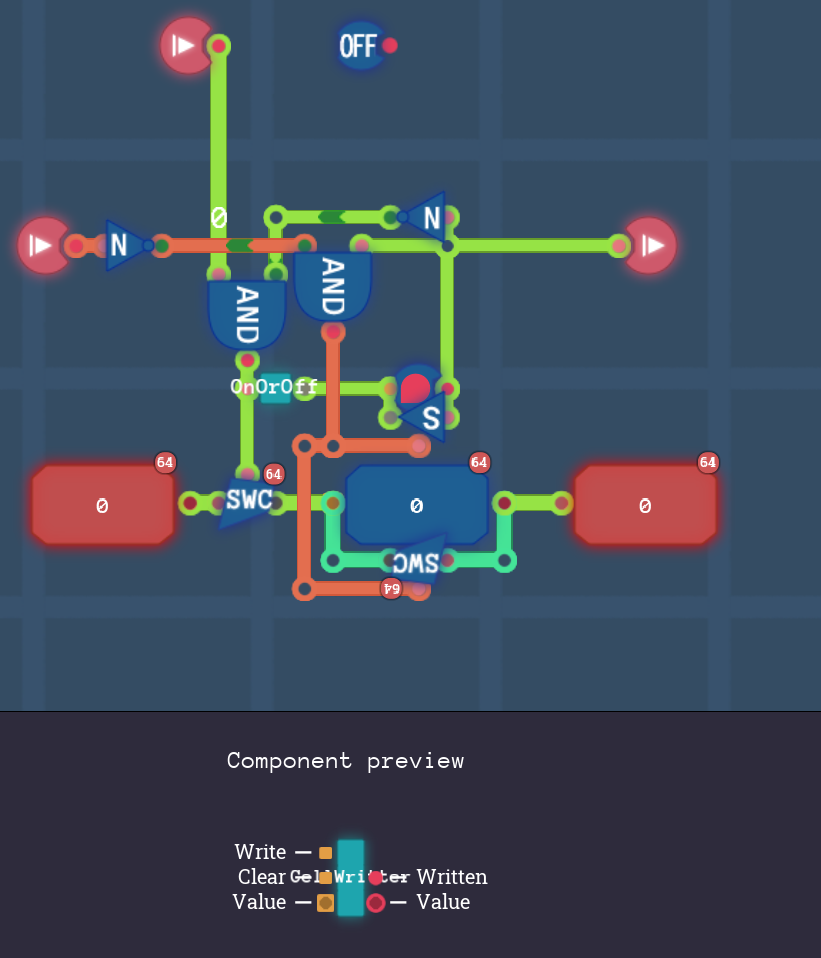 OFF
0
N
N
AND
AND
OnOrOff
S
64
64
64
SWC
0
0
0
SWC
64
Component preview
Write
Clear
CellWritter
Written
Value
Value